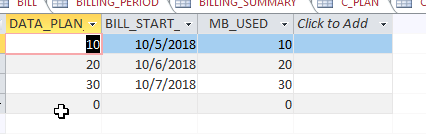 BILL BILLING_PERIOD BILLING_SUMMARY C_PLAN
DATA_PLAN_ BILL_START_ MB_USED Click to Add
10 10/5/2018 10
20 10/6/2018 20
30 10/7/2018 30
0 0